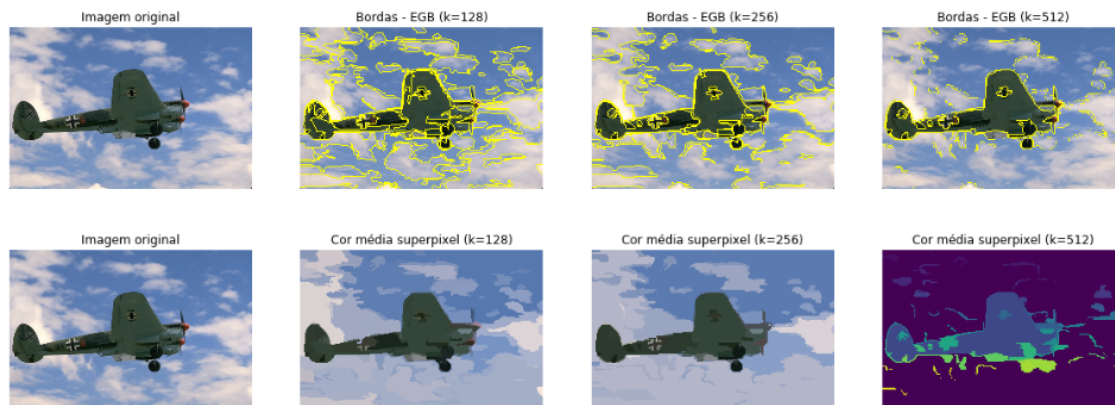 Imagem original
Bordas - EGB (k=128)
Bordas - EGB (k=256)
Bordas - EGB (k=512)
Imagem original
Cor média superpixel (k=128)
Cor média superpixel (k=256)
Cor média superpixel (k=512)